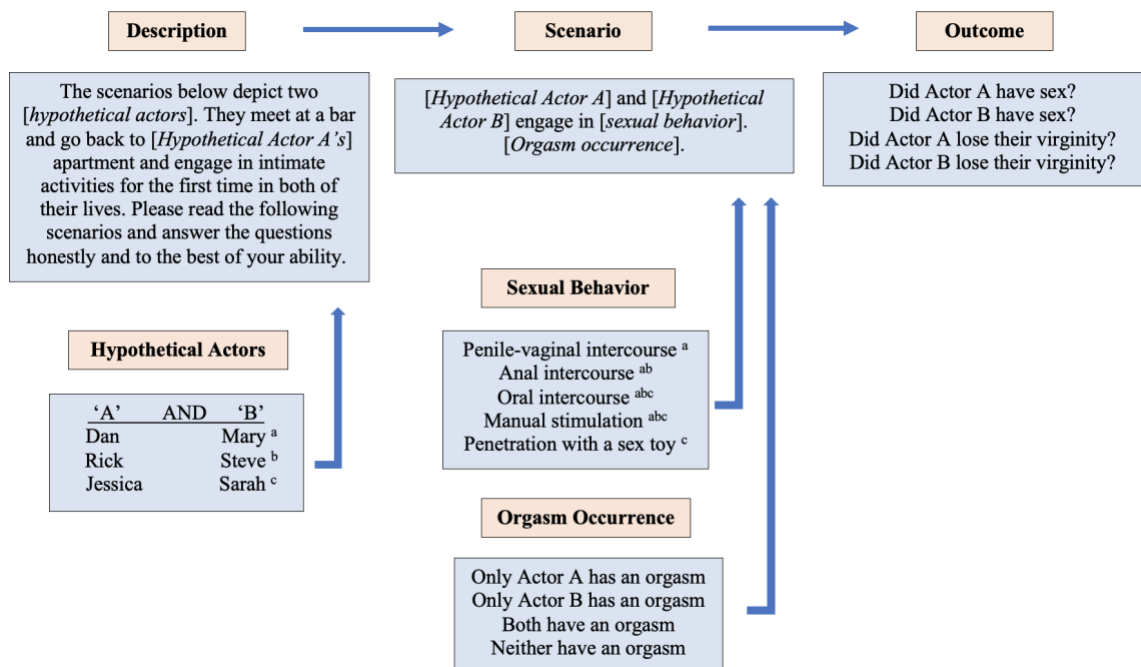 Description
Scenario
Outcome
The scenarios below depict two
[hypothetical actors]. They meet at a bar
and go back to [Hypothetical Actor A's]
apartment and engage in intimate
activities for the first time in both of
their lives. Please read the following
scenarios and answer the questions
honestly and to the best of your ability.
[Hypothetical Actor A] and [Hypothetical
Actor B] engage in [sexual behavior].
[Orgasm occurrence].
Did Actor A have sex?
Did Actor B have sex?
Did Actor A lose their virginity?
Did Actor B lose their virginity?
Hypothetical Actors
'A' AND 'B'
Dan Mary a
Rick Steve b
Jessica Sarah c
Sexual Behavior
Penile-vaginal intercourse a
Anal intercourse ab
Oral intercourse abc
Manual stimulation abc
Penetration with a sex toy c
Orgasm Occurrence
Only Actor A has an orgasm
Only Actor B has an orgasm
Both have an orgasm
Neither have an orgasm